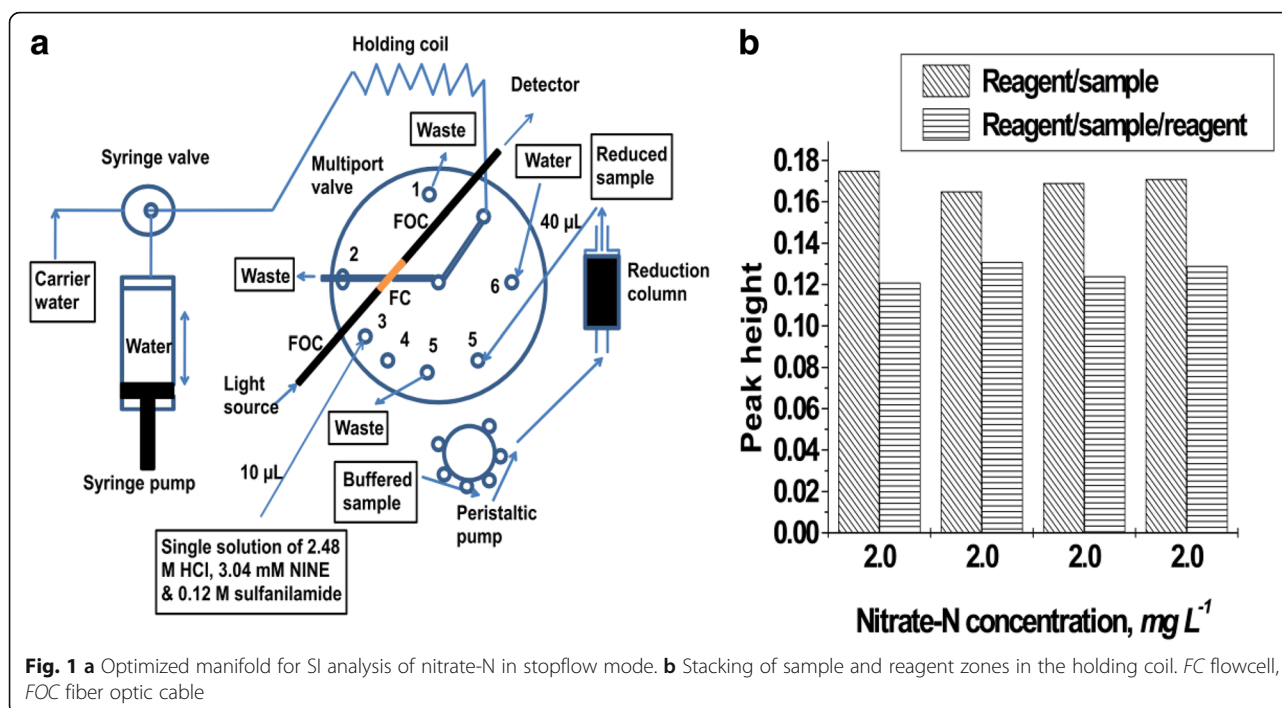 a
Holding coil
Detector
Waste
Syringe valve
Multiport
valve
Water
Reduced
sample
1
FOC
40 µL
2
Waste
Carrier
water
6
Reduction
column
FC
3
Water
FOC
4
5
5
Light
source
Waste
10 µL
Buffered
sample
Syringe pump
Peristaltic
pump
Single solution of 2.48
M HCl, 3.04 mM NINE
& 0.12 M sulfanilamide
b
Reagent/sample
Reagent/sample/reagent
Peak height
0.18
0.16
0.14
0.12
0.10
0.08
0.06
0.04
0.02
0.00
2.0 2.0 2.0 2.0
Nitrate-N concentration, mg L⁻¹
Fig. 1 a Optimized manifold for SI analysis of nitrate-N in stopflow mode. b Stacking of sample and reagent zones in the holding coil. FC flowcell,
FOC fiber optic cable